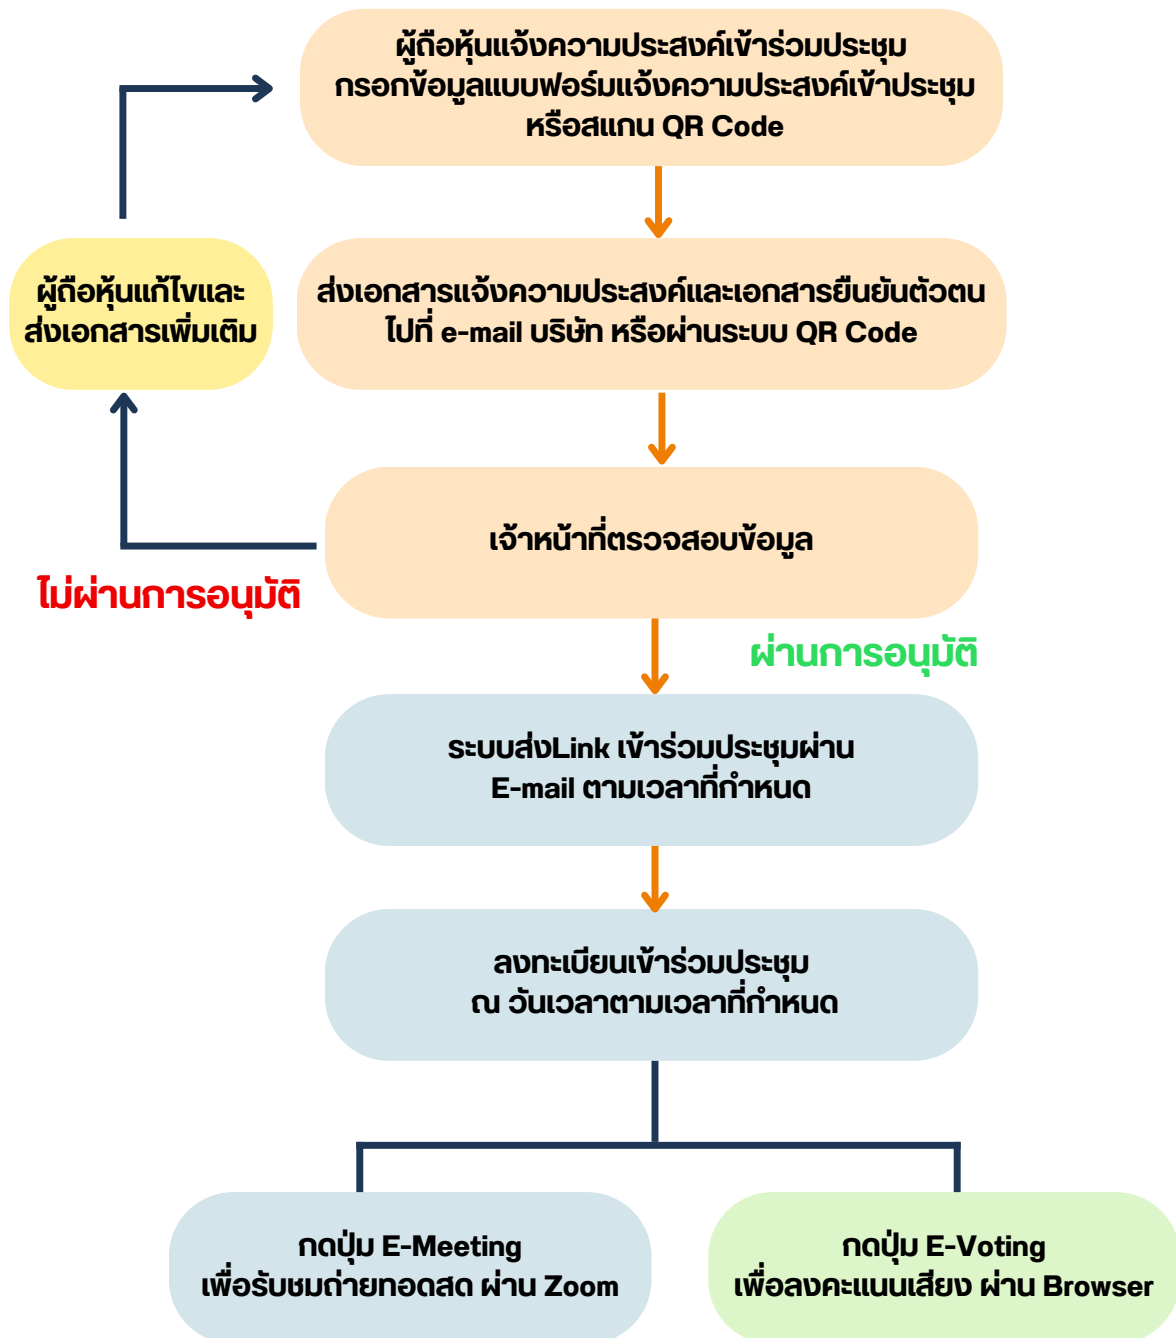 ผู้ถือหุ้นแจ้งความประสงค์เข้าร่วมประชุม
กรอกข้อมูลแบบฟอร์มแจ้งความประสงค์เข้าประชุม
หรือสแกน QR Code
ผู้ถือหุ้นแก้ไขและ
ส่งเอกสารเพิ่มเติม
ส่งเอกสารแจ้งความประสงค์และเอกสารยืนยันตัวตน
ไปที่ e-mail บริษัท หรือผ่านระบบ QR Code
เจ้าหน้าที่ตรวจสอบข้อมูล
ไม่ผ่านการอนุมัติ
ผ่านการอนุมัติ
ระบบส่งLink เข้าร่วมประชุมผ่าน
E-mail ตามเวลาที่กำหนด
ลงทะเบียนเข้าร่วมประชุม
ณ วันเวลาตามเวลาที่กำหนด
กดปุ่ม E-Meeting
เพื่อรับชมถ่ายทอดสด ผ่าน Zoom
กดปุ่ม E-Voting
เพื่อลงคะแนนเสียง ผ่าน Browser